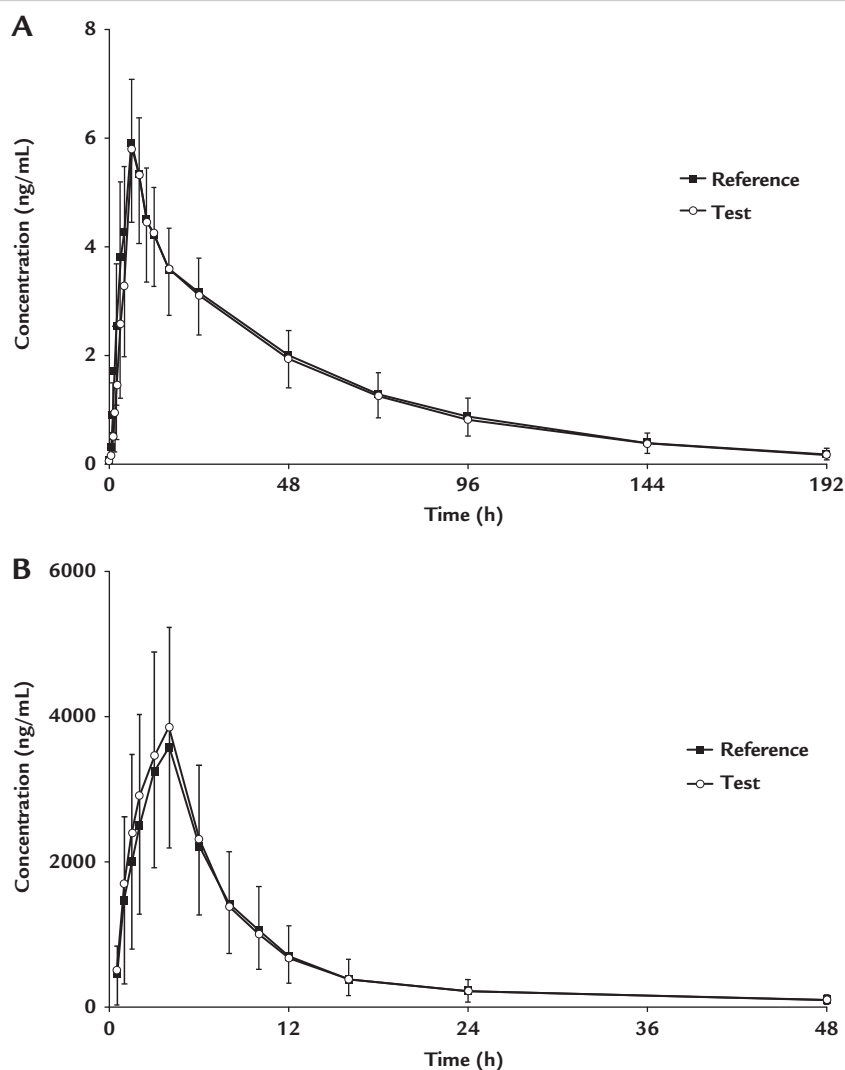 A
8
6
4
2
0
Concentration (ng/mL)
Reference
Test
0 48 96 144 192
Time (h)
B
6000
4000
2000
0
Concentration (ng/mL)
Reference
Test
0 12 24 36 48
Time (h)